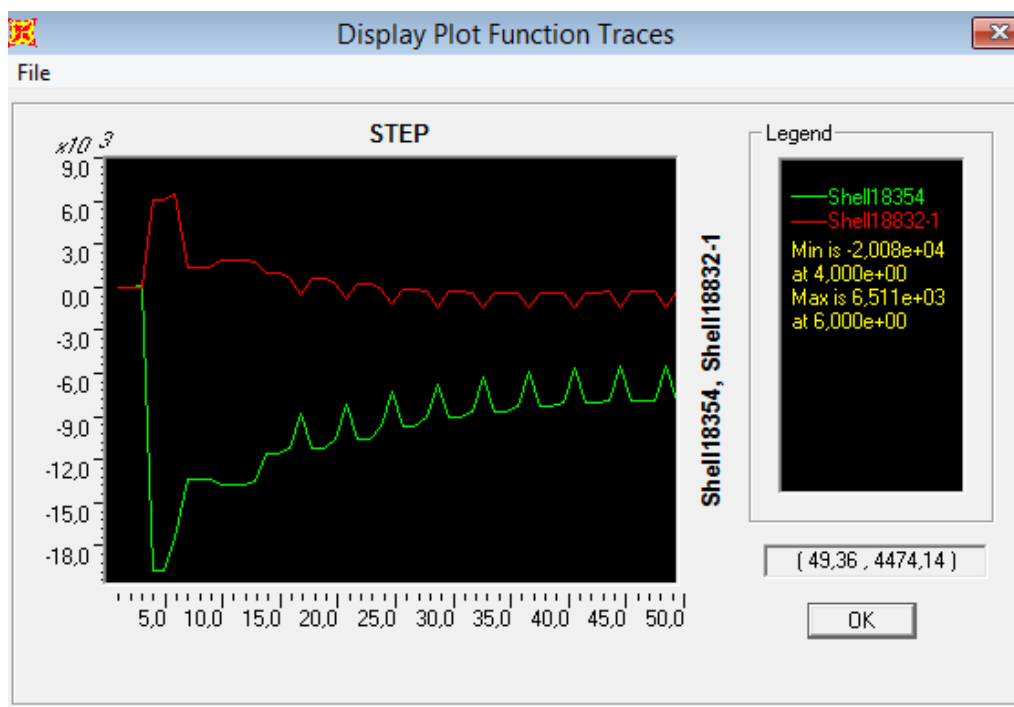 Display Plot Function Traces
File
x10 3
STEP
9,0
6,0
3,0
0,0
-3,0
-6,0
-9,0
-12,0
-15,0
-18,0
5,0 10,0 15,0 20,0 25,0 30,0 35,0 40,0 45,0 50,0
Shell18354, Shell18832-1
Legend
Shell18354
Shell18832-1
Min is -2,008e+04
at 4,000e+00
Max is 6,511e+03
at 6,000e+00
( 49,36 , 4474,14 )
OK